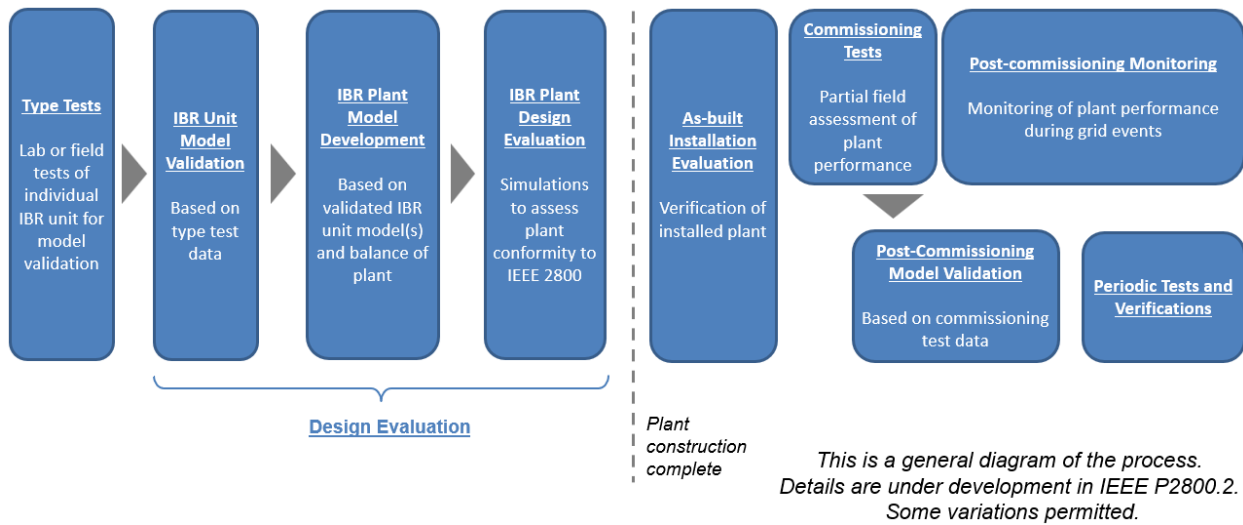 Type Tests
Lab or field
tests of
individual
IBR unit for
model
validation
IBR Unit
Model
Validation
Based on
type test
data
IBR Plant
Model
Development
Based on
validated IBR
unit model(s)
and balance of
plant
IBR Plant
Design
Evaluation
Simulations
to assess
plant
conformity to
IEEE 2800
Design Evaluation
Plant
construction
complete
As-built
Installation
Evaluation
Verification of
installed plant
Commissioning
Tests
Partial field
assessment of
plant
performance
Post-commissioning Monitoring
Monitoring of plant performance
during grid events
Post-Commissioning
Model Validation
Based on commissioning
test data
Periodic Tests and
Verifications
This is a general diagram of the process.
Details are under development in IEEE P2800.2.
Some variations permitted.